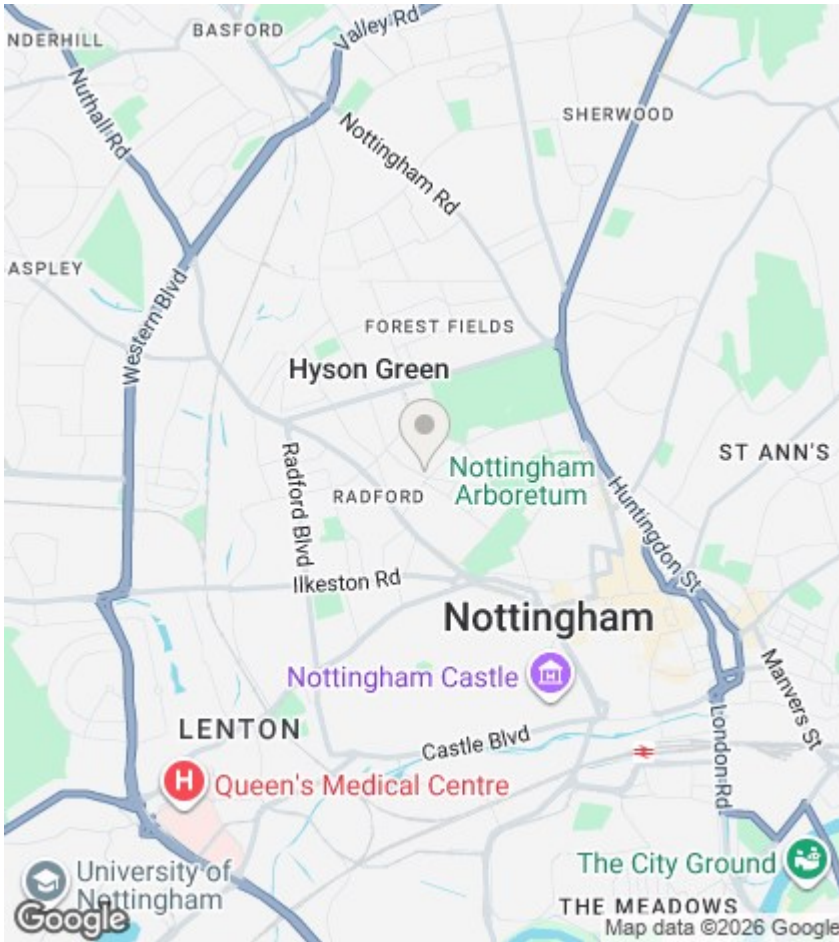 NDERHILL
BASFORD
Valley Rd
Nuthall Rd
SHERWOOD
Nottingham Rd
ASPLEY
Western Blvd
FOREST FIELDS
Hyson Green
ST ANN'S
Nottingham
Arboretum
RADFORD
Radford Blvd
Huntingdon St
Ilkeston Rd
Nottingham
Nottingham Castle
Manvers St
LENTON
Castle Blvd
London Rd
H
Queen's Medical Centre
University of
Nottingham
The City Ground
THE MEADOWS
Google
Map data ©2026 Google